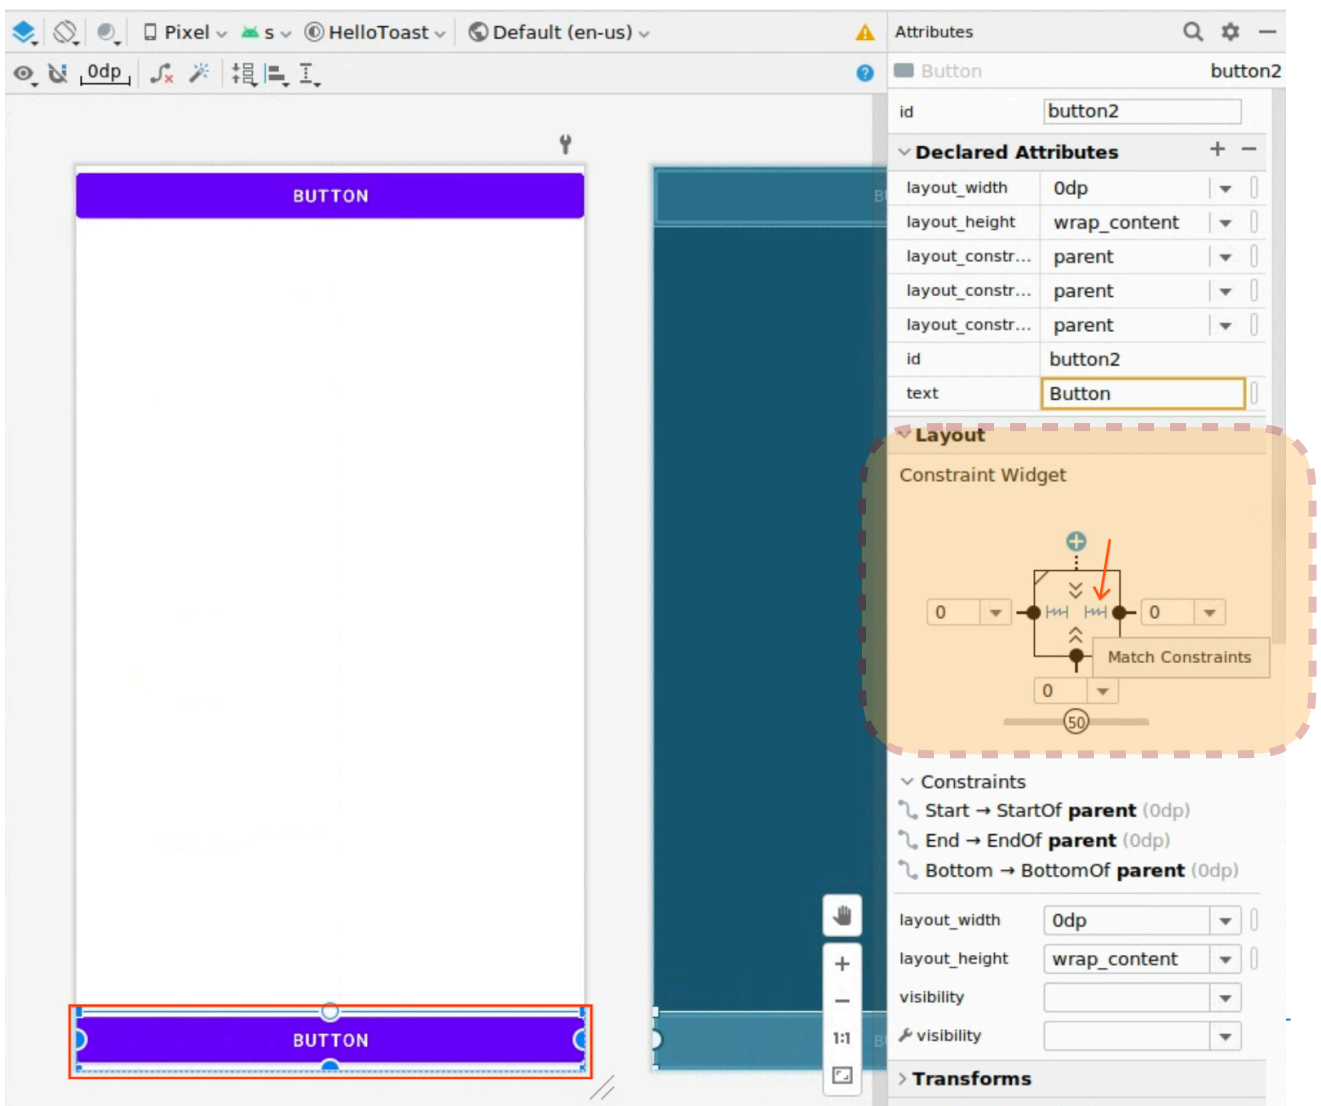 Pixel S HelloToast Default (en-us)
Attributes
0dp
Button button2
id button2
Declared Attributes
layout_width 0dp
layout_height wrap_content
layout_constr... parent
layout_constr... parent
layout_constr... parent
id button2
text Button
Layout
Constraint Widget
0 0
Match Constraints
0
50
Constraints
Start → StartOf parent (0dp)
End → EndOf parent (0dp)
Bottom → BottomOf parent (0dp)
layout_width 0dp
layout_height wrap_content
visibility
visibility
Transforms
BUTTON
B
BUTTON
1:1
B